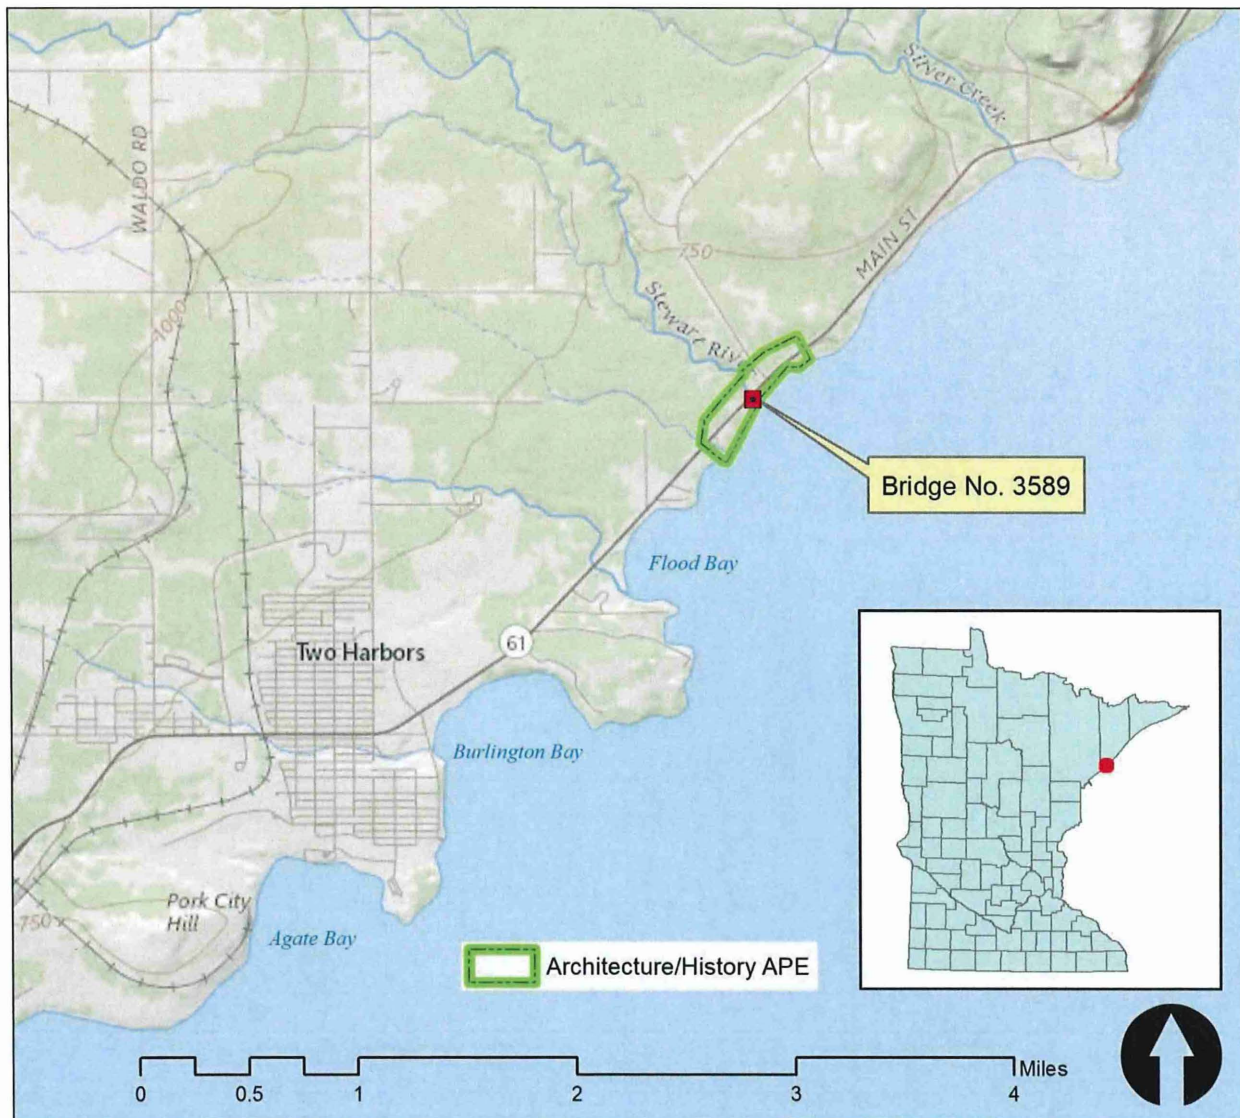 Silver Creek
WALDO RD
MAIN ST
750
Stewart River
1000
Bridge No. 3589
Flood Bay
61
Two Harbors
Burlington Bay
Pork City
Hill
750
Agate Bay
Architecture/History APE
0 0.5 1 2 3 4 Miles